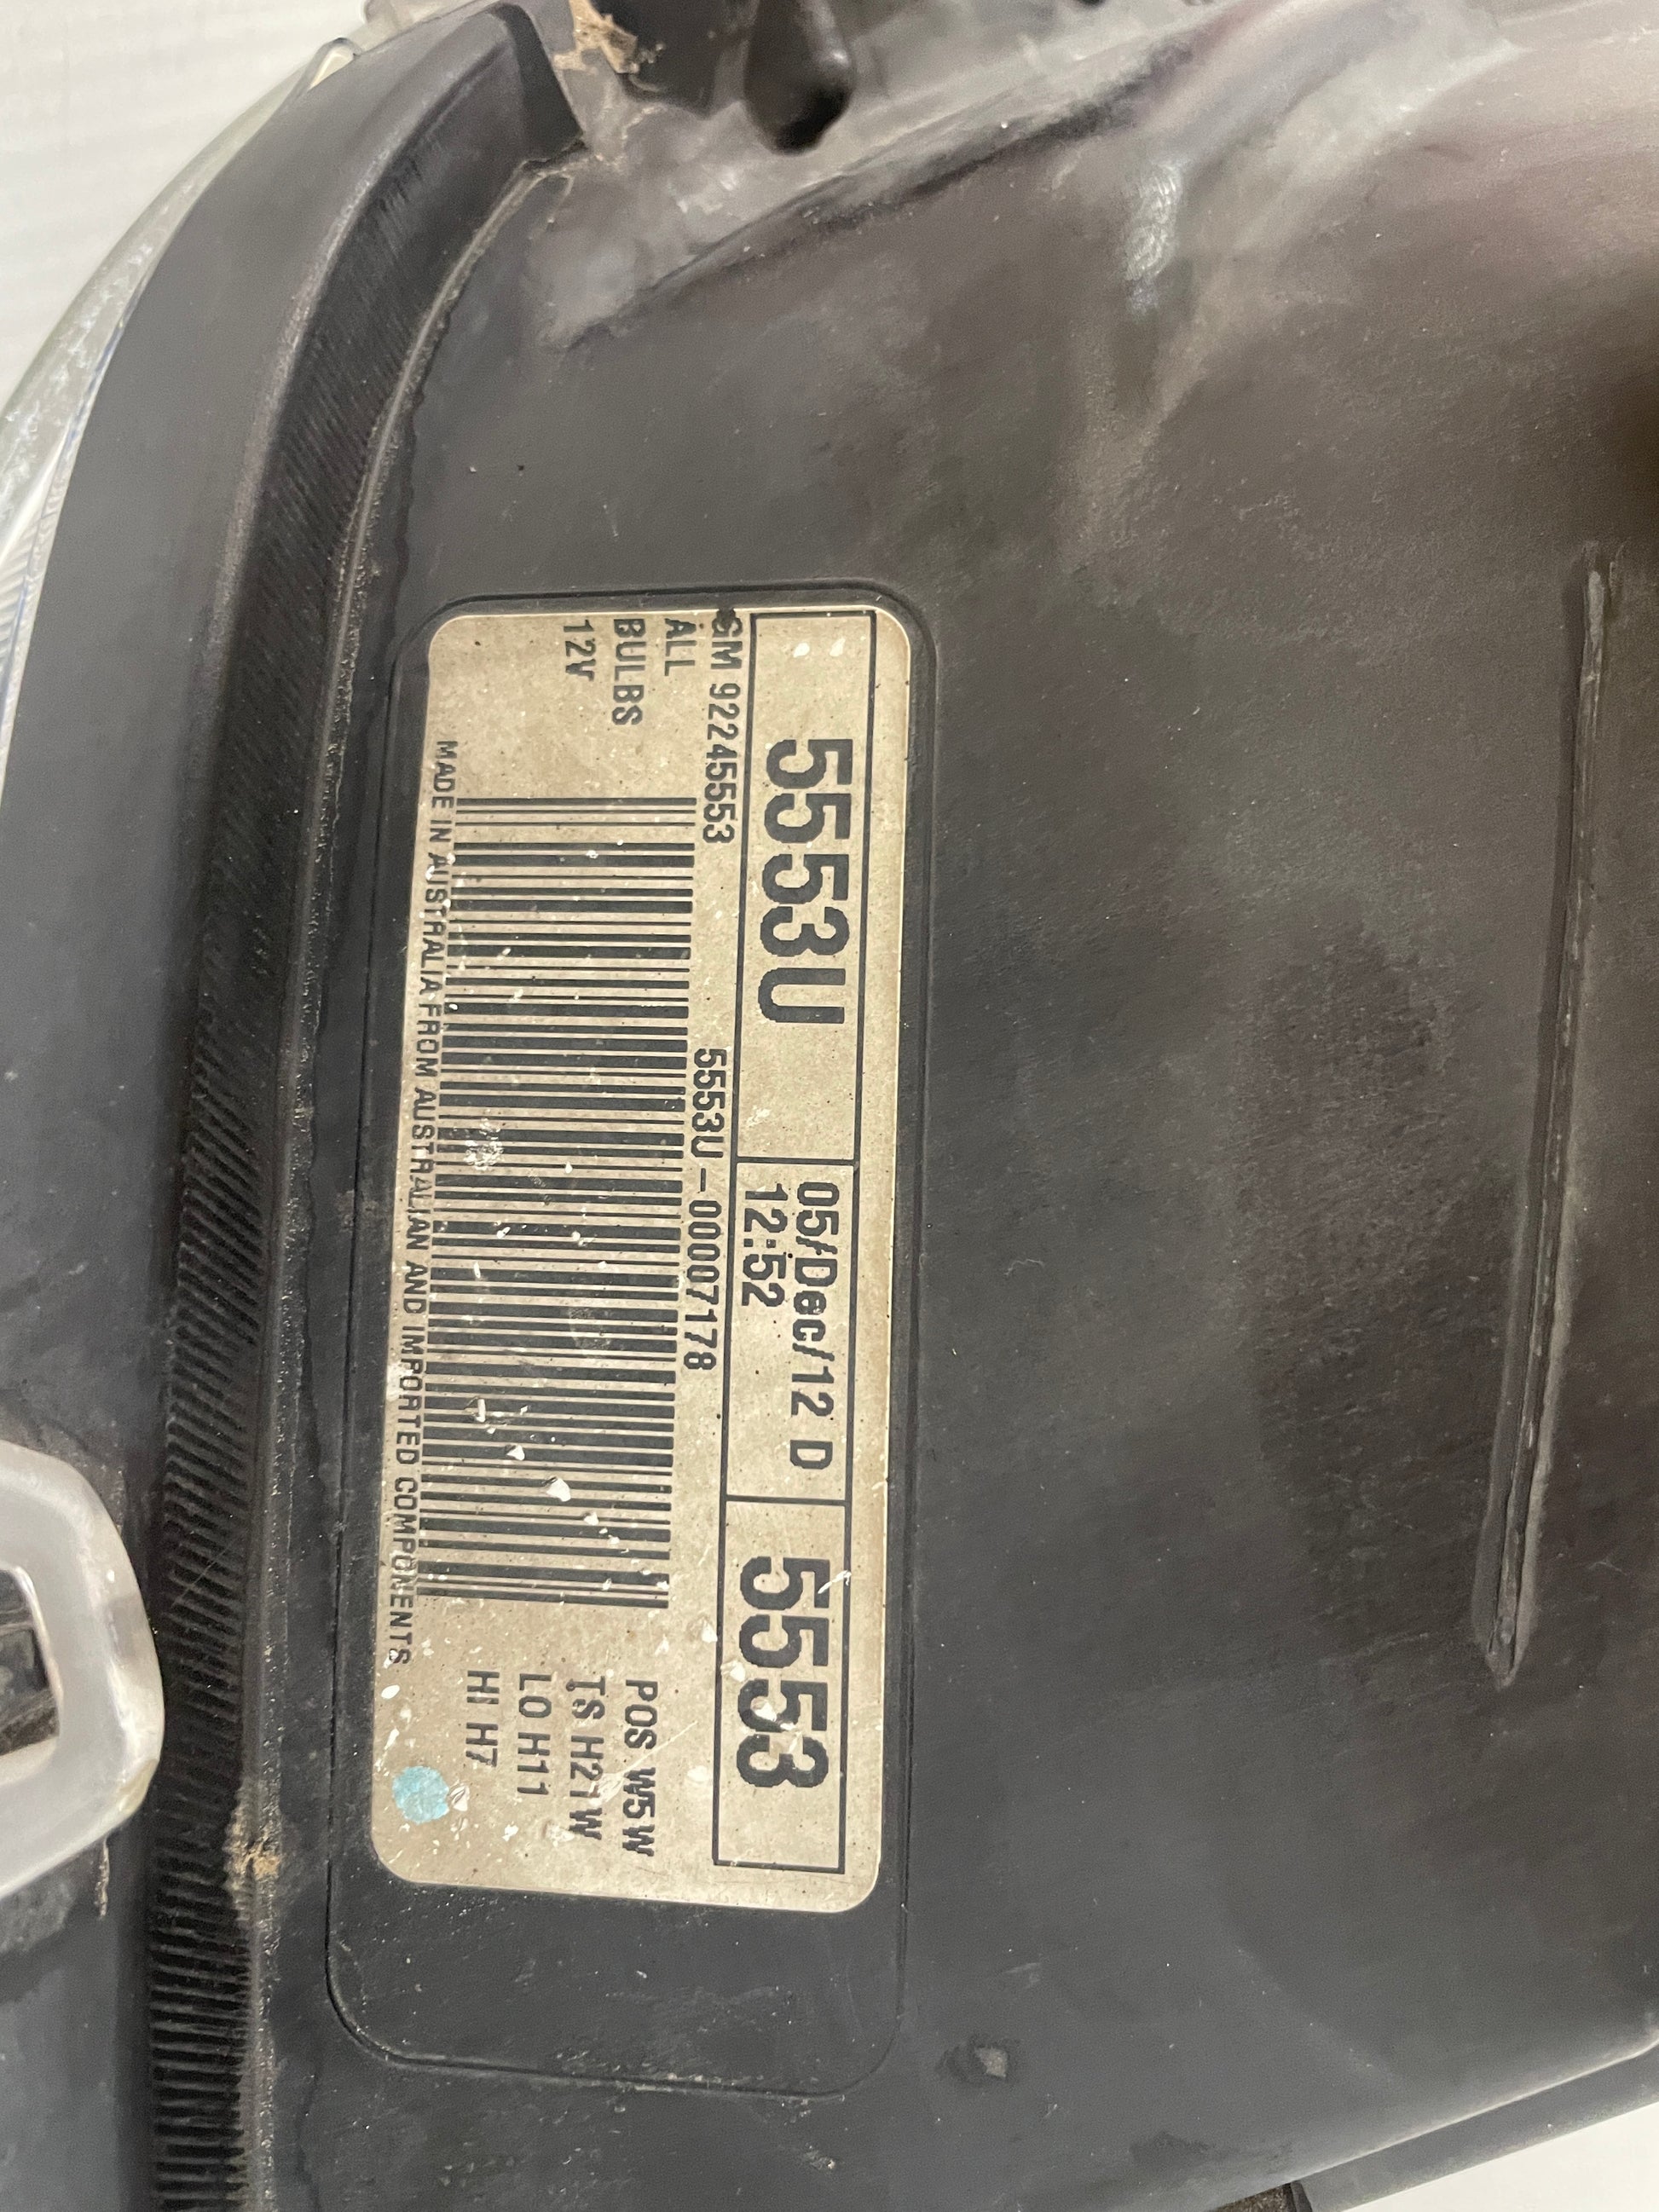 5553U
05/Dec/12 D
12:52
5553
GM 92245553
5553U-00007178
ALL
BULBS
12V
POS W5W
TS H21W
LO H11
HI H7
MADE IN AUSTRALIA FROM AUSTRALIAN AND IMPORTED COMPONENTS